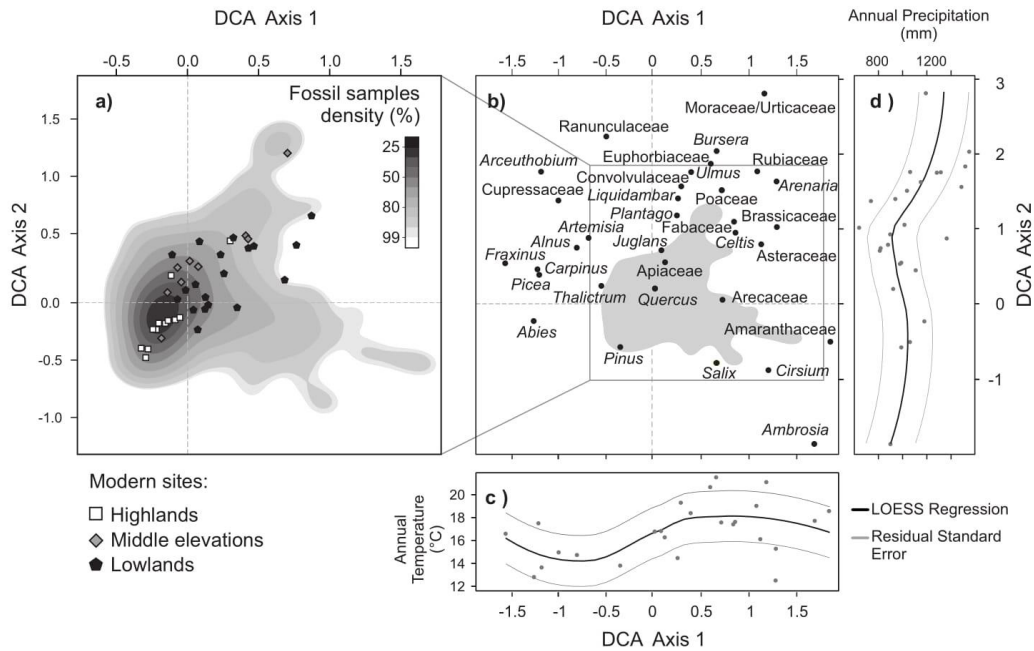 DCA Axis 1
DCA Axis 1
Annual Precipitation
(mm)
-0.5 0.0 0.5 1.0 1.5
-1.5 -1 -0.5 0 0.5 1 1.5
800 1200
a)
Fossil samples
density (%)
25
50
80
99
1.5
1.0
0.5
0.0
-0.5
-1.0
DCA Axis 2
b)
Moraceae/Urticaceae
Ranunculaceae
Bursera
Arceuthobium
Euphorbiaceae
Rubiaceae
Ulmus
Convolvulaceae
Cupressaceae
Arenaria
Liquidambar
Poaceae
Plantago
Brassicaceae
Artemisia
Fabaceae
Alnus
Juglans
Celtis
Fraxinus
Asteraceae
Carpinus
Apiaceae
Picea
Thalictrum
Quercus
Arecaceae
Abies
Amaranthaceae
Pinus
Salix
Cirsium
Ambrosia
d )
3
2
1
0
-1
DCA Axis 2
Modern sites:
Highlands
Middle elevations
Lowlands
c )
Annual
Temperature
(°C)
20
18
16
14
12
-1.5 -1 -0.5 0 0.5 1 1.5
DCA Axis 1
LOESS Regression
Residual Standard
Error